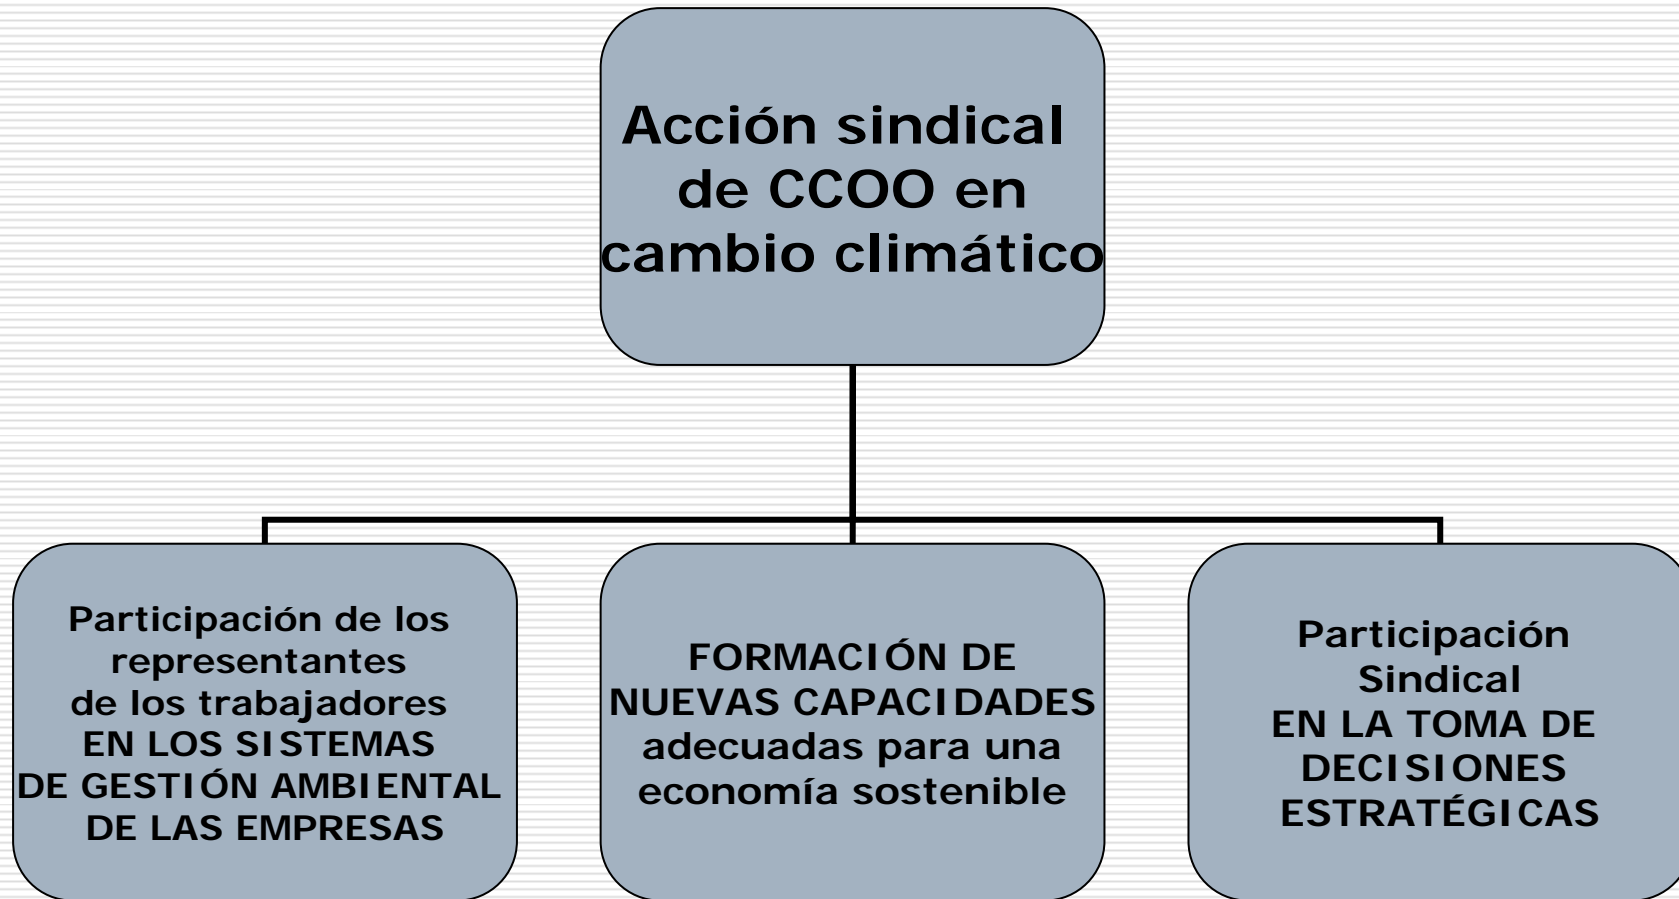 Acción sindical
de CCOO en
cambio climático
Participación de los
representantes
de los trabajadores
EN LOS SISTEMAS
DE GESTIÓN AMBIENTAL
DE LAS EMPRESAS
FORMACIÓN DE
NUEVAS CAPACIDADES
adecuadas para una
economía sostenible
Participación
Sindical
EN LA TOMA DE
DECISIONES
ESTRATÉGICAS